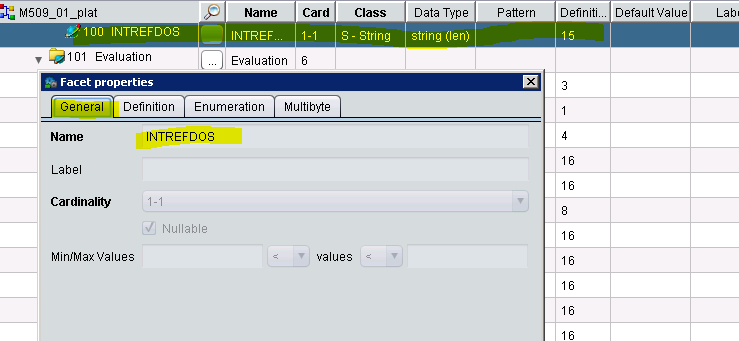 M509_01_plat Name Card Class Data Type Pattern Definiti... Default Value Labe
100 INTREFDOS INTREF... 1-1 S - String string (len) 15
101 Evaluation ... Evaluation 6
Facet properties
3
General Definition Enumeration Multibyte
1
Name INTREFDOS
4
16
Label
16
Cardinality 1-1
8
Nullable
16
Min/Max Values < values <
16
16
16
16